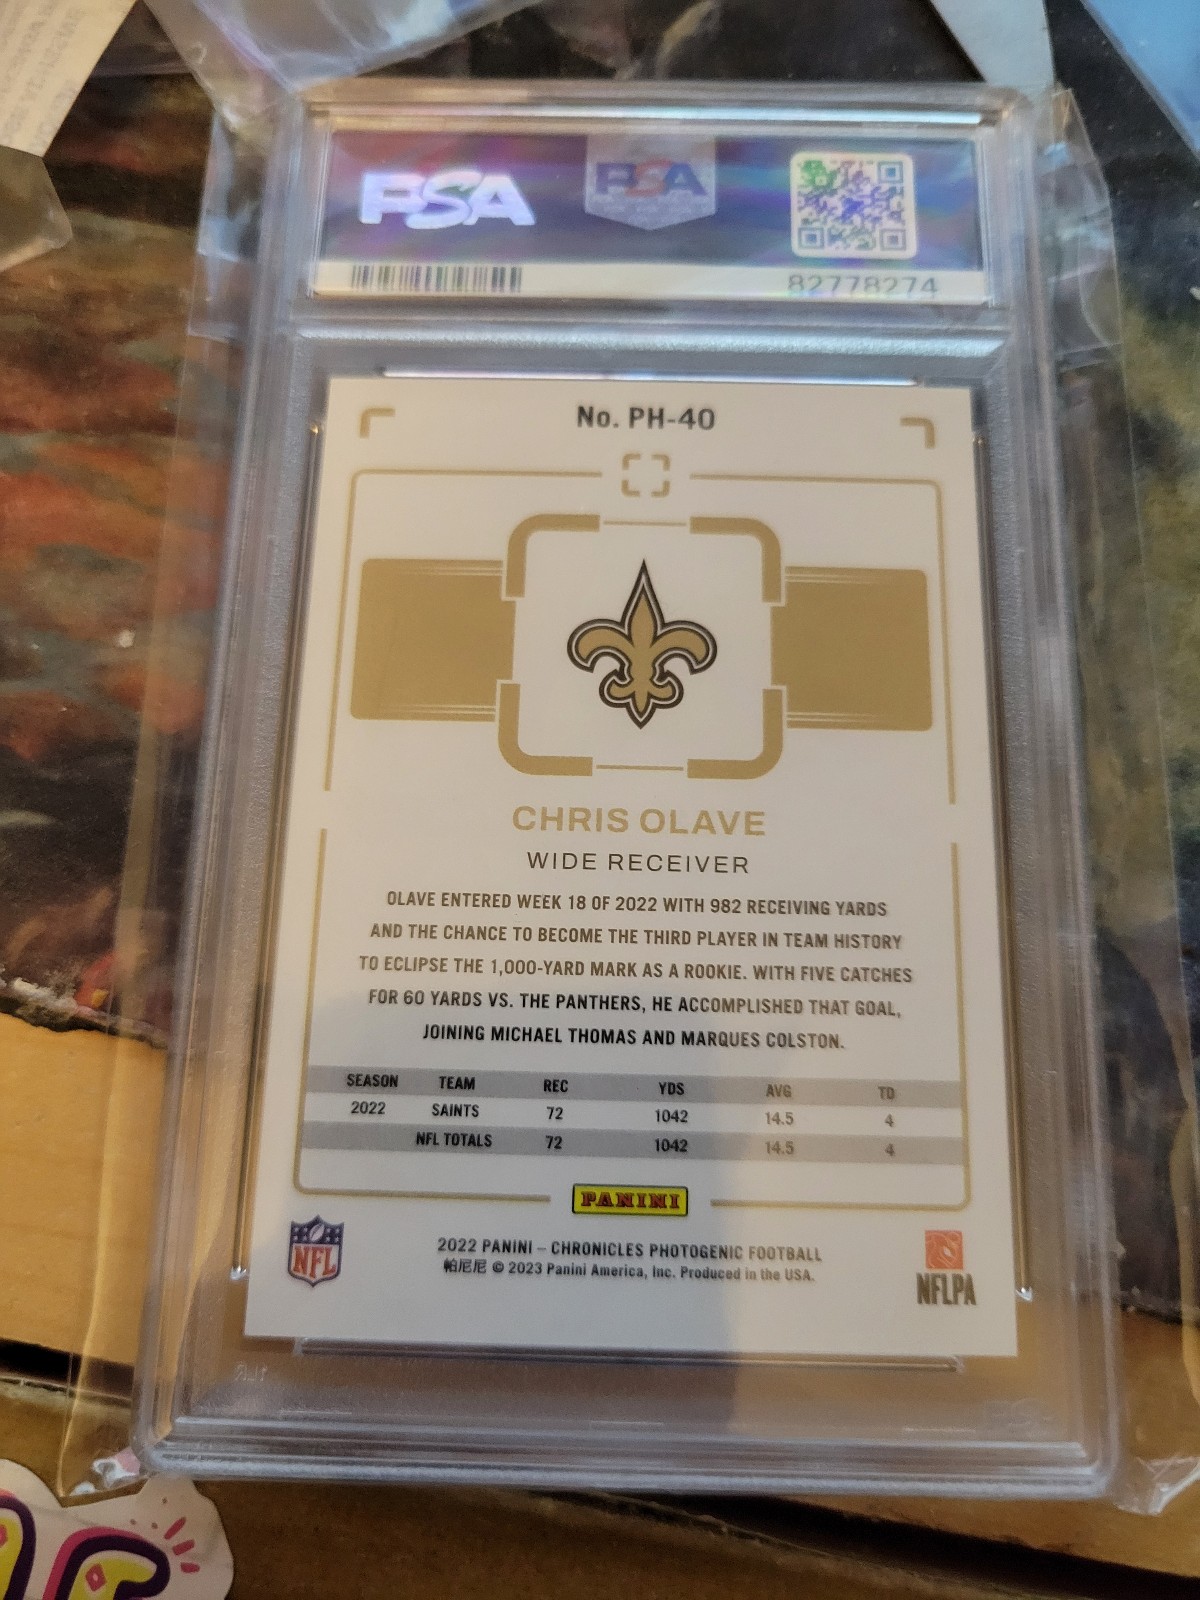 PSA
PSA
82778274
No. PH-40
CHRIS OLAVE
WIDE RECEIVER
OLAVE ENTERED WEEK 18 OF 2022 WITH 982 RECEIVING YARDS
AND THE CHANCE TO BECOME THE THIRD PLAYER IN TEAM HISTORY
TO ECLIPSE THE 1,000-YARD MARK AS A ROOKIE. WITH FIVE CATCHES
FOR 60 YARDS VS. THE PANTHERS, HE ACCOMPLISHED THAT GOAL,
JOINING MICHAEL THOMAS AND MARQUES COLSTON.
SEASON TEAM REC YDS AVG TD
2022 SAINTS 72 1042 14.5 4
NFL TOTALS 72 1042 14.5 4
PANINI
NFL
2022 PANINI – CHRONICLES PHOTOGENIC FOOTBALL
帕尼尼 © 2023 Panini America, Inc. Produced in the USA.
NFLPA